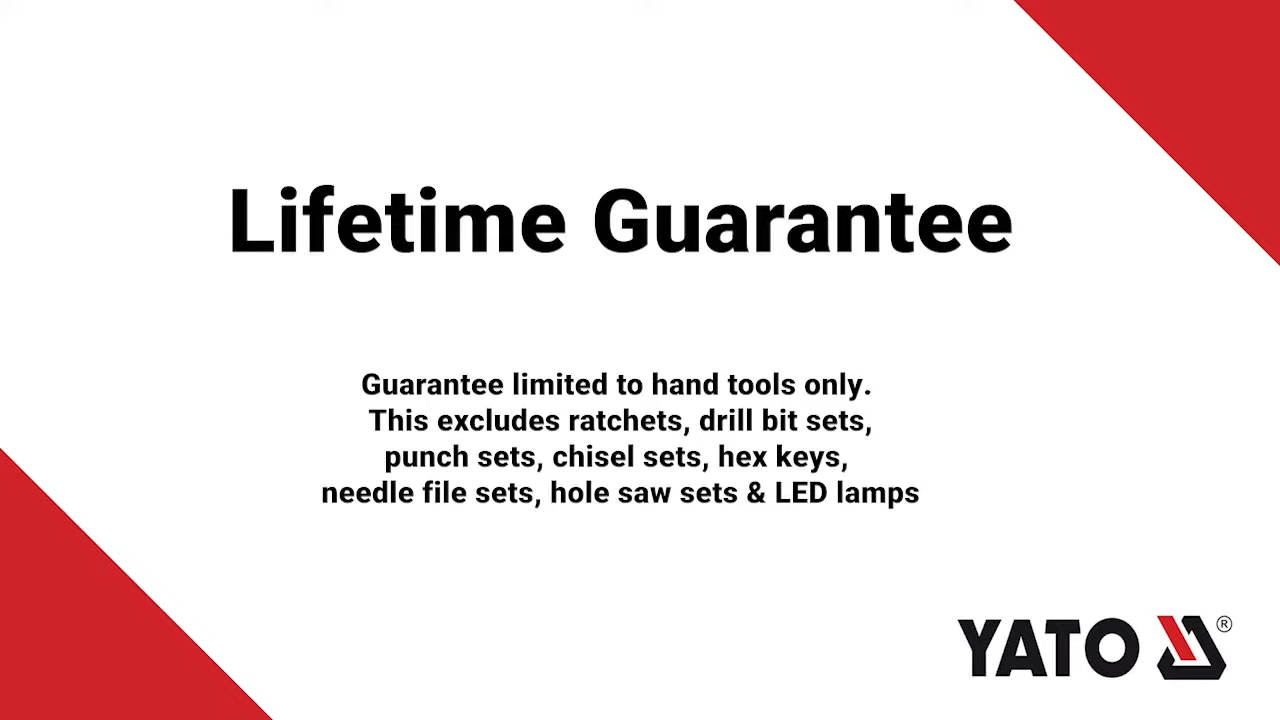 Lifetime Guarantee
Guarantee limited to hand tools only.
This excludes ratchets, drill bit sets,
punch sets, chisel sets, hex keys,
needle file sets, hole saw sets & LED lamps
YATO ®